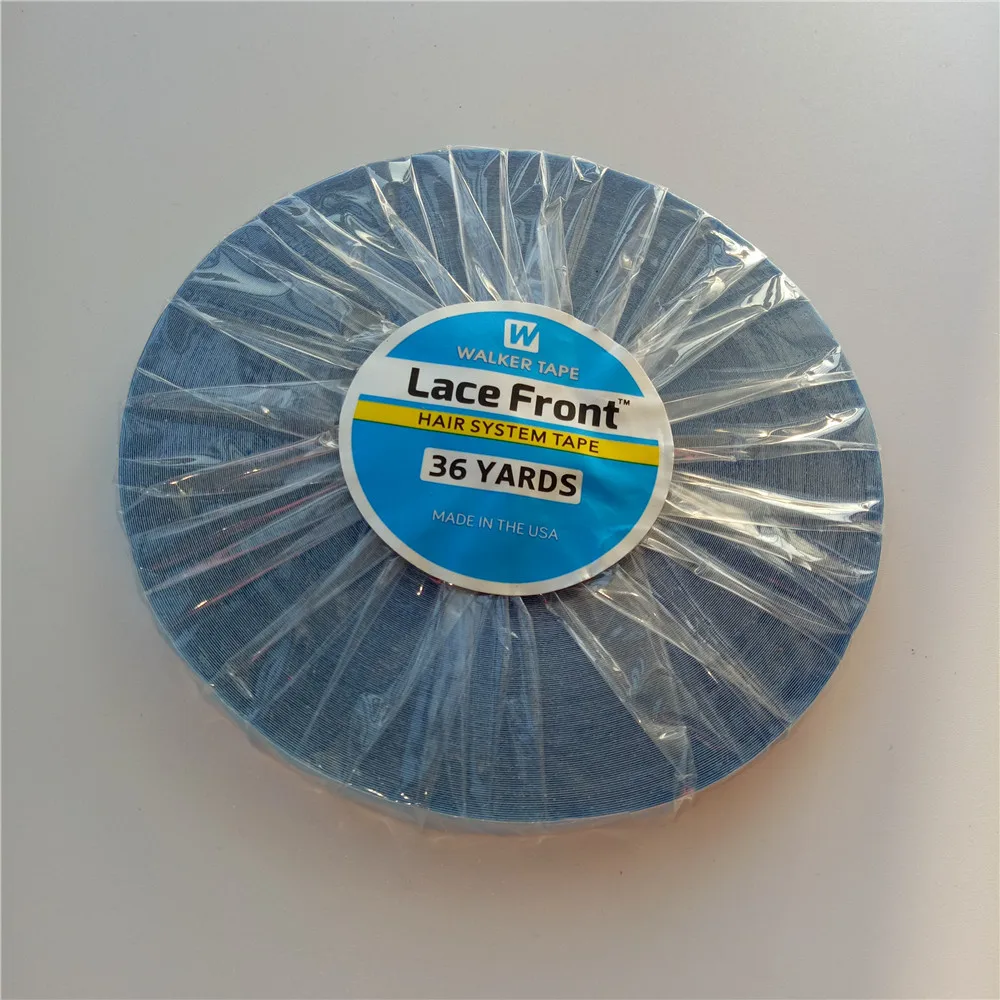 W
WALKER TAPE
Lace Front™
HAIR SYSTEM TAPE
36 YARDS
MADE IN THE USA